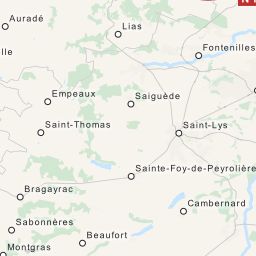 Auradé
Lias
Fontenilles
Empeaux
Saiguède
Saint-Thomas
Saint-Lys
Sainte-Foy-de-Peyrolière
Bragayrac
Cambernard
Sabonnères
Beaufort
Montgras